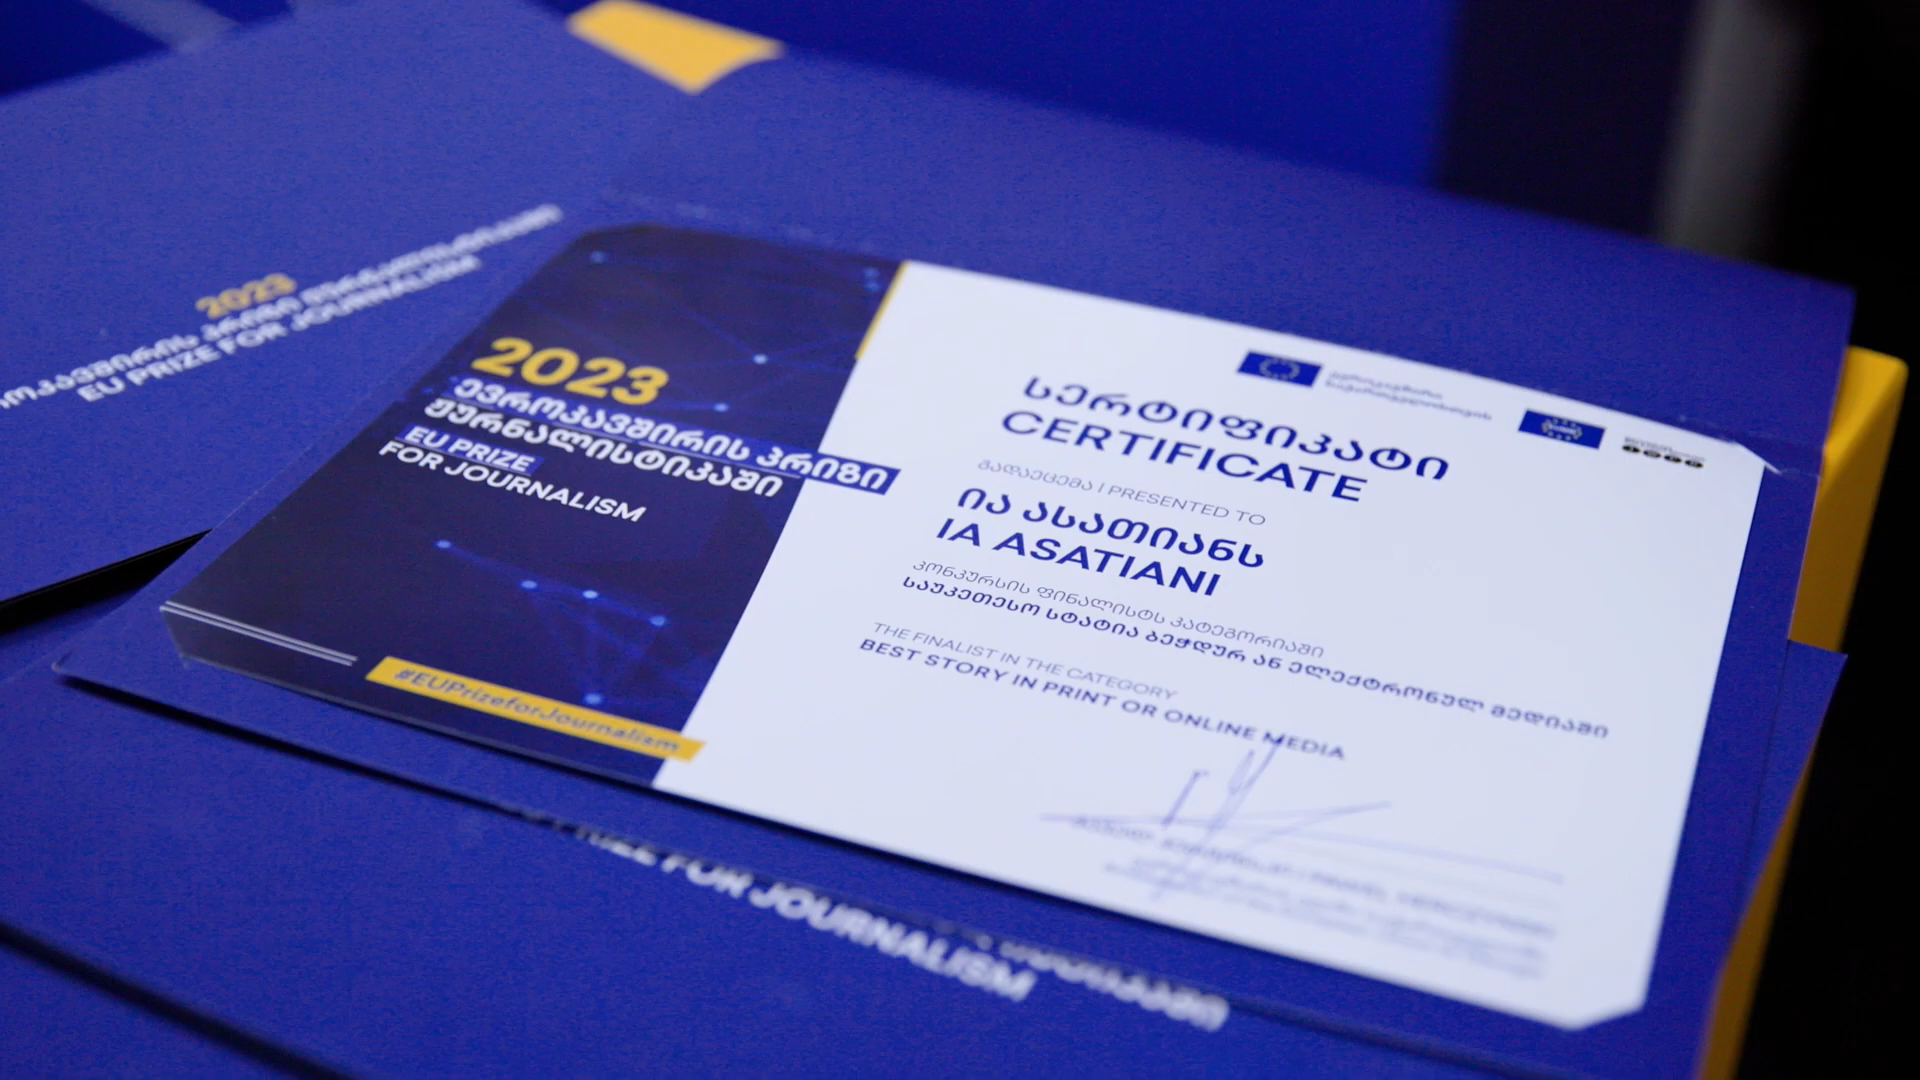 2023
EU PRIZE FOR JOURNALISM
2023
ევროკავშირის პრიზი
ჟურნალისტიკაში
EU PRIZE
FOR JOURNALISM
#EUPrizeforJournalism
სერტიფიკატი
CERTIFICATE
გადაეცემა | PRESENTED TO
ია ასათიანს
IA ASATIANI
კონკურსის ფინალისტს კატეგორიაში
საუკეთესო სტატია ბეჭდურ ან ელექტრონულ მედიაში
THE FINALIST IN THE CATEGORY
BEST STORY IN PRINT OR ONLINE MEDIA
FOR JOURNALISM